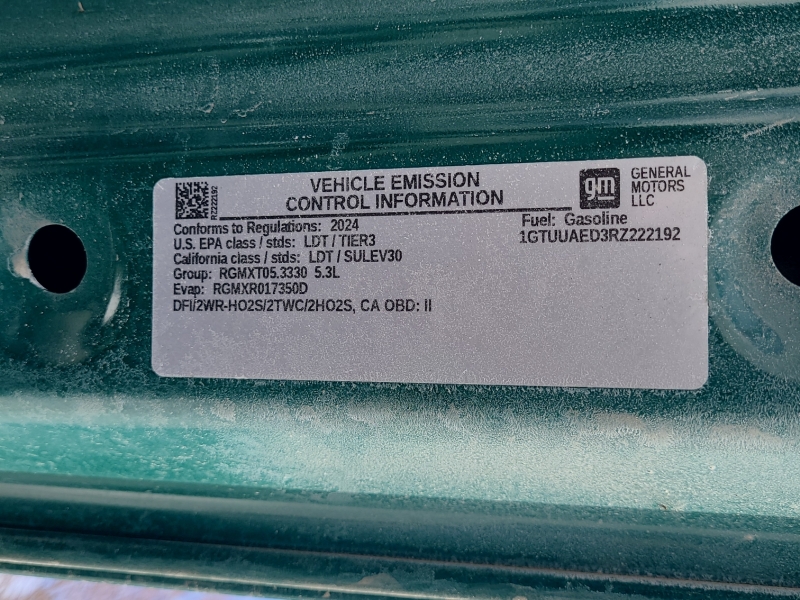 RZ222192
VEHICLE EMISSION
CONTROL INFORMATION
gm
GENERAL
MOTORS
LLC
Conforms to Regulations: 2024
Fuel: Gasoline
U.S. EPA class / stds: LDT / TIER3
1GTUUAED3RZ222192
California class / stds: LDT / SULEV30
Group: RGMXT05.3330 5.3L
Evap: RGMXR017350D
DFI/2WR-HO2S/2TWC/2HO2S, CA OBD: II